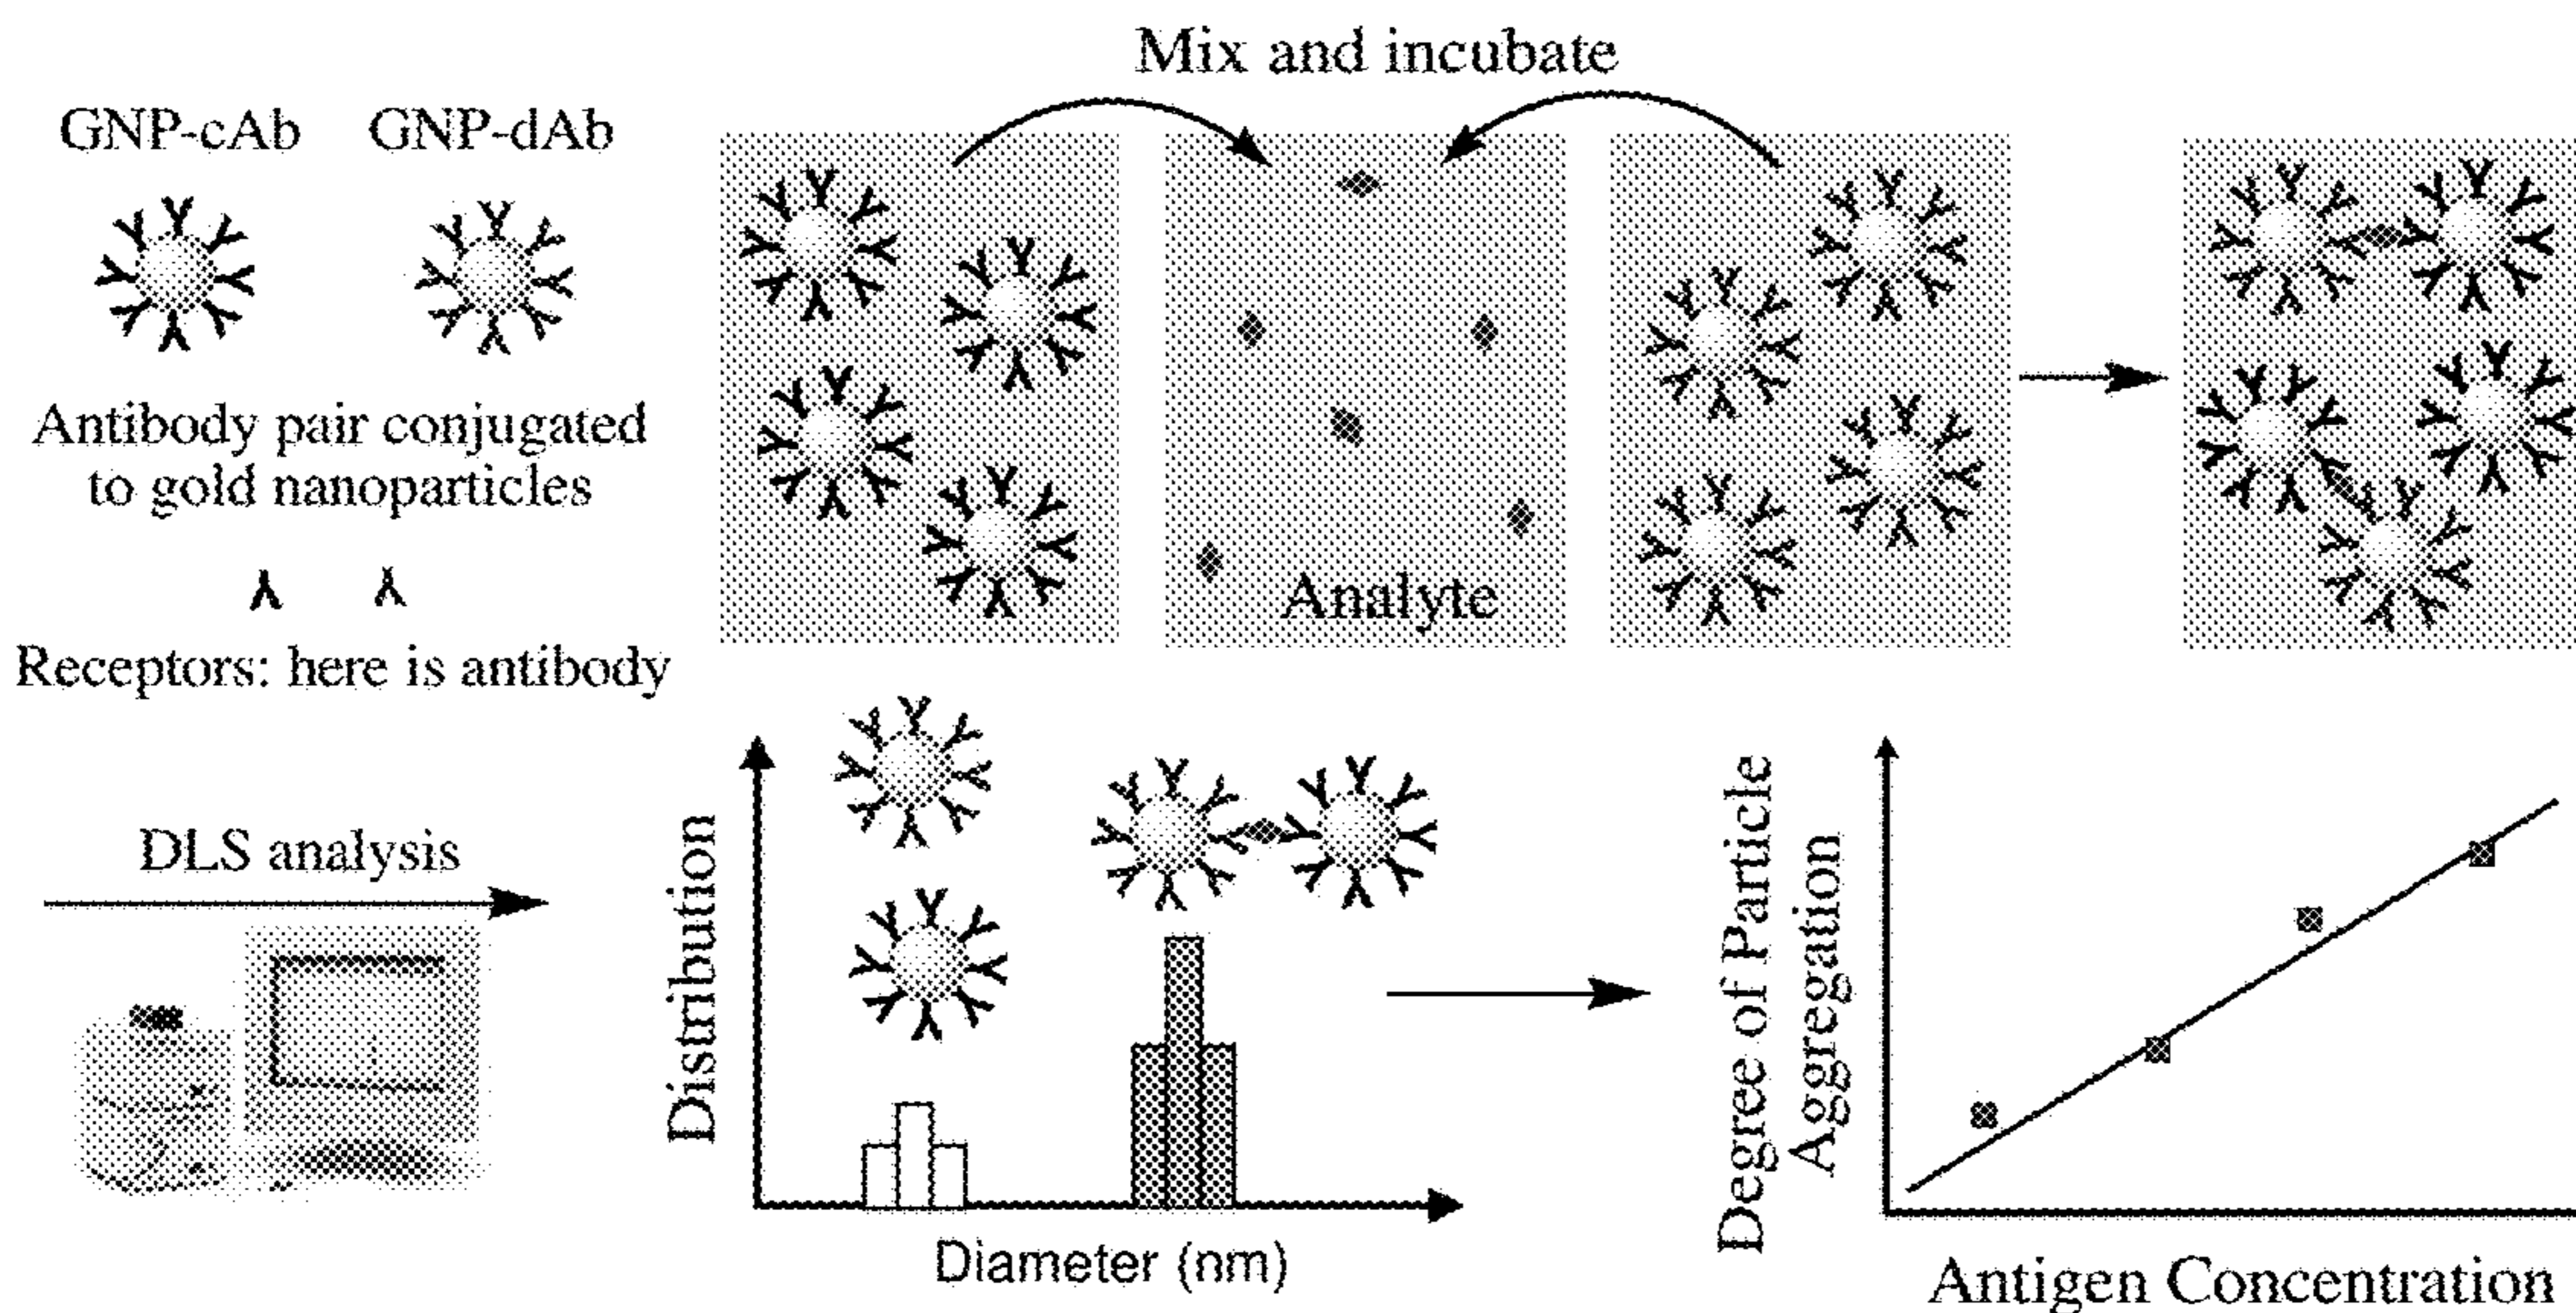 Mix and incubate
GNP-cAb GNP-dAb
Antibody pair conjugated
to gold nanoparticles
Receptors: here is antibody
Analyte
DLS analysis
Distribution
Diameter (nm)
Degree of Particle
Aggregation
Antigen Concentration